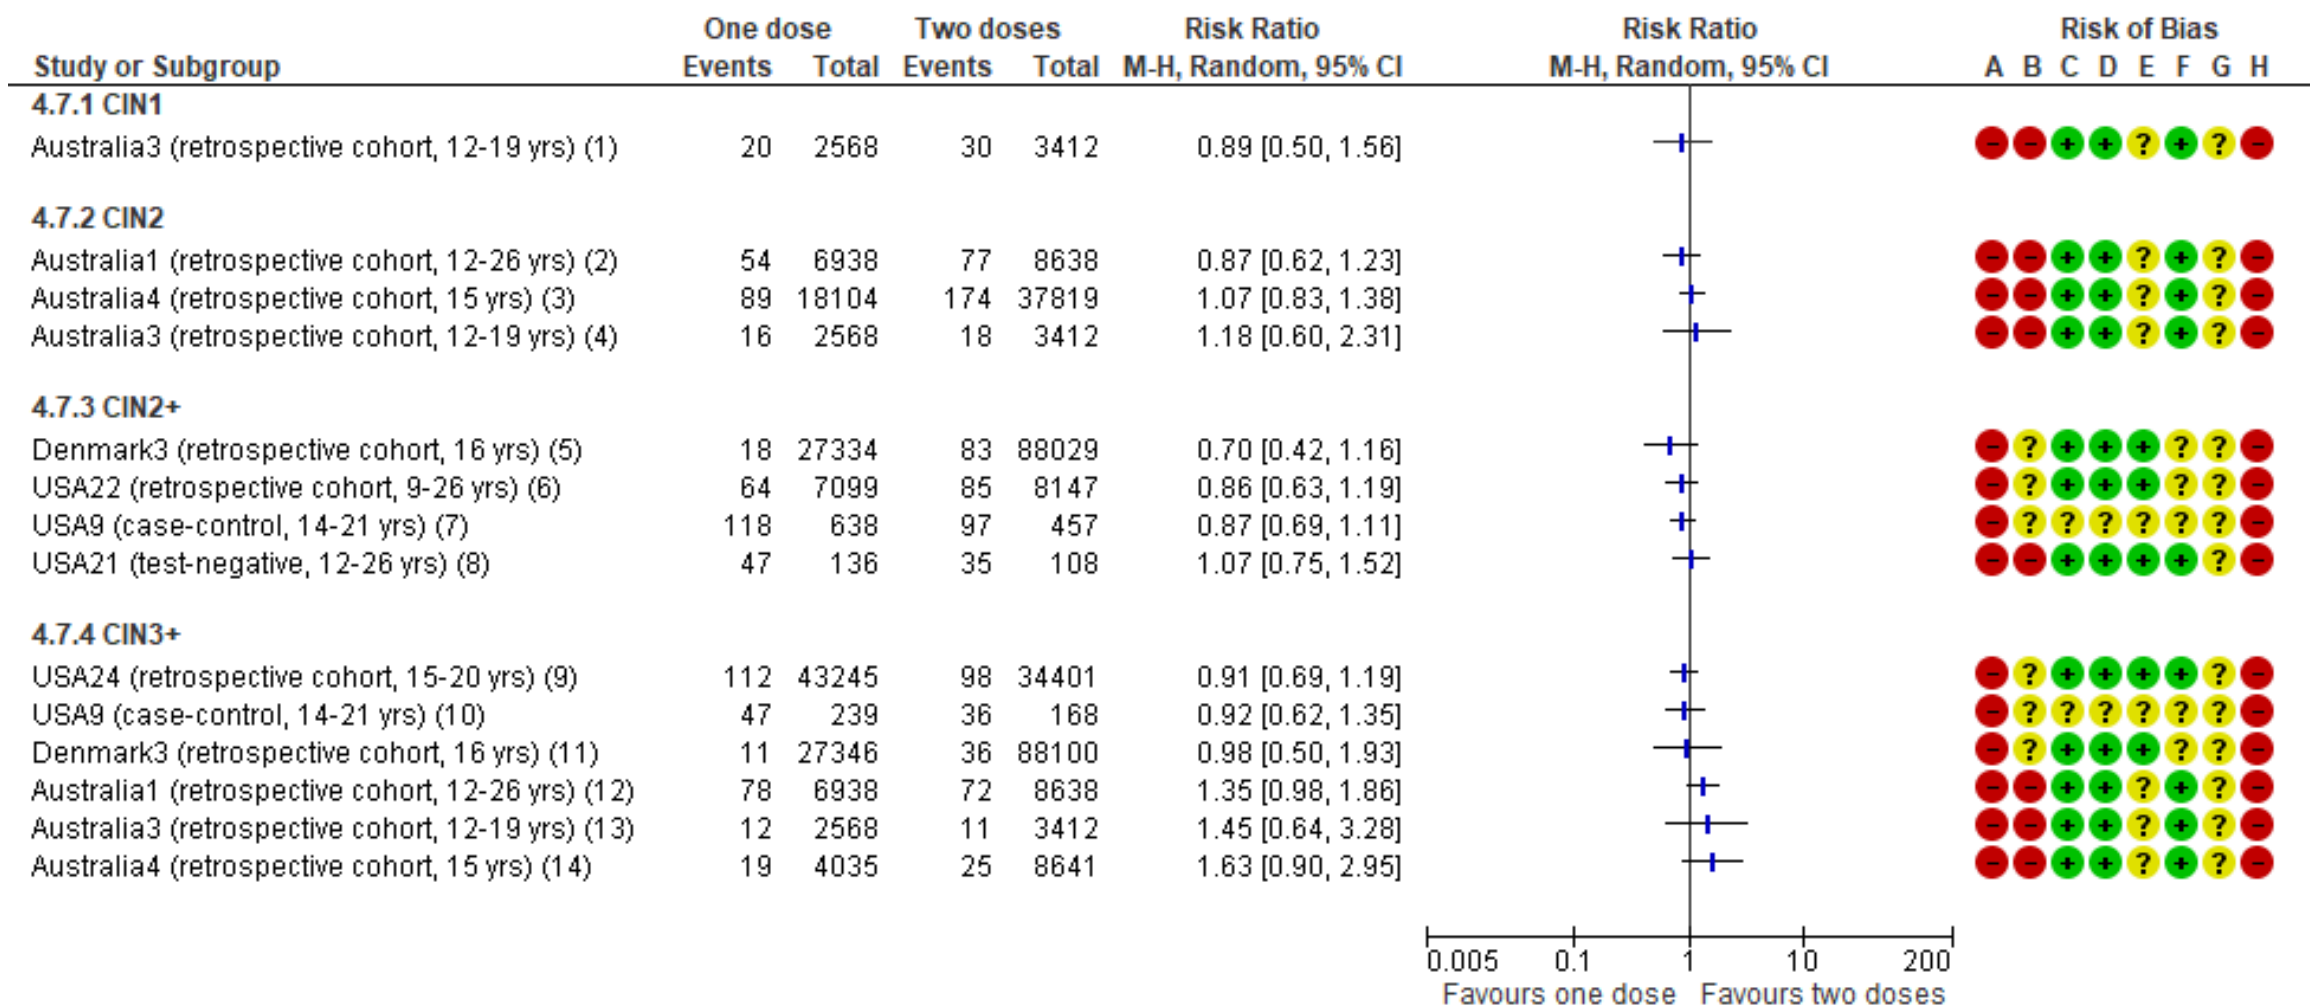 One dose Two doses Risk Ratio Risk Ratio Risk of Bias
Study or Subgroup Events Total Events Total M-H, Random, 95% CI M-H, Random, 95% CI A B C D E F G H
4.7.1 CIN1
Australia3 (retrospective cohort, 12-19 yrs) (1) 20 2568 30 3412 0.89 [0.50, 1.56] - - + + ? + ? -
4.7.2 CIN2
Australia1 (retrospective cohort, 12-26 yrs) (2) 54 6938 77 8638 0.87 [0.62, 1.23] - - + + ? + ? -
Australia4 (retrospective cohort, 15 yrs) (3) 89 18104 174 37819 1.07 [0.83, 1.38] - - + + ? + ? -
Australia3 (retrospective cohort, 12-19 yrs) (4) 16 2568 18 3412 1.18 [0.60, 2.31] - - + + ? + ? -
4.7.3 CIN2+
Denmark3 (retrospective cohort, 16 yrs) (5) 18 27334 83 88029 0.70 [0.42, 1.16] - ? + + + ? ? -
USA22 (retrospective cohort, 9-26 yrs) (6) 64 7099 85 8147 0.86 [0.63, 1.19] - ? + + + ? ? -
USA9 (case-control, 14-21 yrs) (7) 118 638 97 457 0.87 [0.69, 1.11] - ? ? ? ? ? ? -
USA21 (test-negative, 12-26 yrs) (8) 47 136 35 108 1.07 [0.75, 1.52] - - + + + + ? -
4.7.4 CIN3+
USA24 (retrospective cohort, 15-20 yrs) (9) 112 43245 98 34401 0.91 [0.69, 1.19] - ? + + + + ? -
USA9 (case-control, 14-21 yrs) (10) 47 239 36 168 0.92 [0.62, 1.35] - ? ? ? ? ? ? -
Denmark3 (retrospective cohort, 16 yrs) (11) 11 27346 36 88100 0.98 [0.50, 1.93] - ? + + + ? ? -
Australia1 (retrospective cohort, 12-26 yrs) (12) 78 6938 72 8638 1.35 [0.98, 1.86] - - + + ? + ? -
Australia3 (retrospective cohort, 12-19 yrs) (13) 12 2568 11 3412 1.45 [0.64, 3.28] - - + + ? + ? -
Australia4 (retrospective cohort, 15 yrs) (14) 19 4035 25 8641 1.63 [0.90, 2.95] - - + + ? + ? -
0.005 0.1 1 10 200
Favours one dose Favours two doses